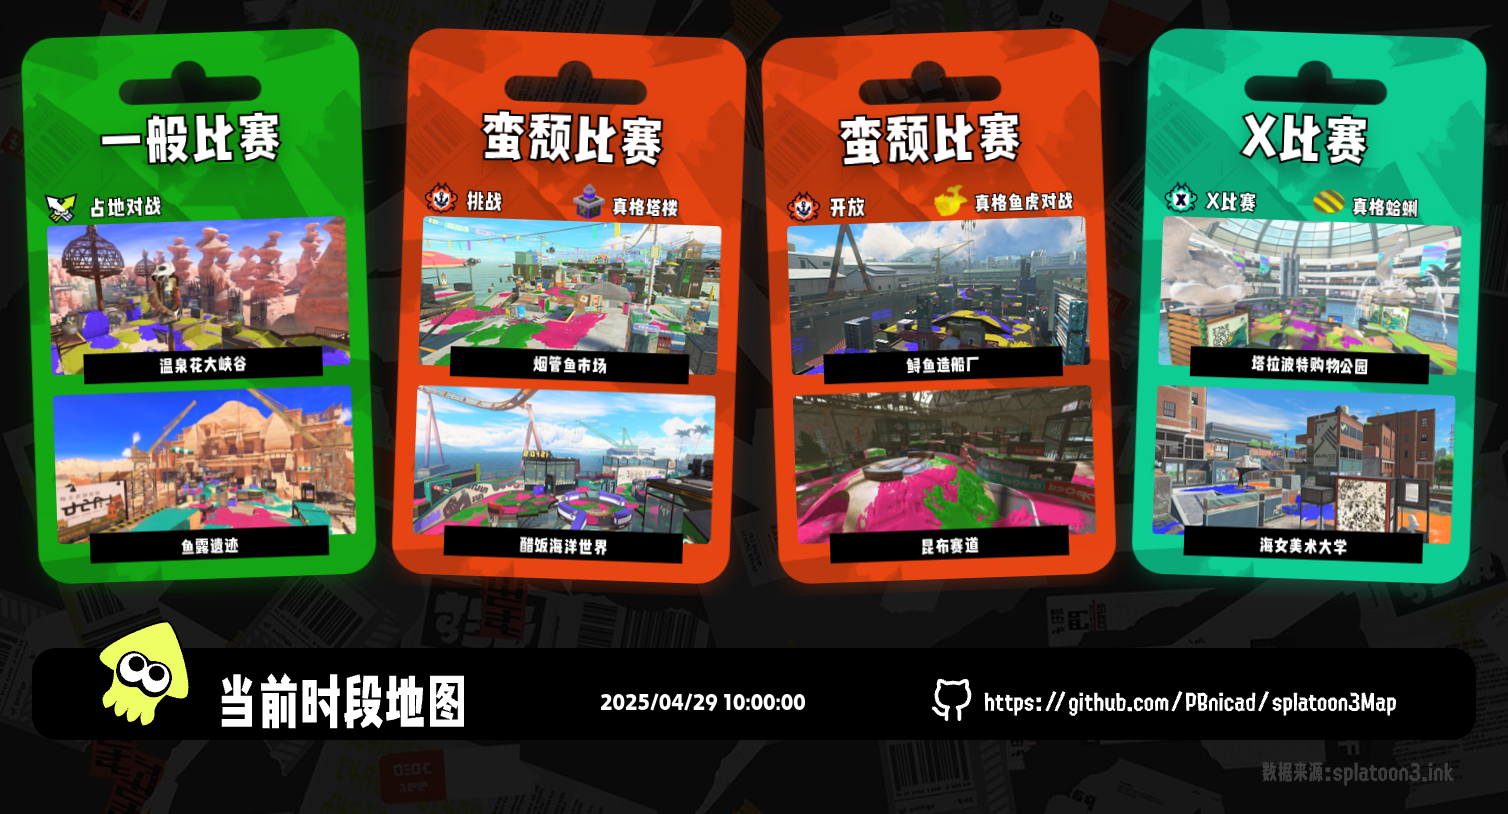 一般比赛
占地对战
温泉花大峡谷
鱼露遗迹
蛮颓比赛
挑战
真格塔楼
烟管鱼市场
醋饭海洋世界
蛮颓比赛
开放
真格鱼虎对战
鲟鱼造船厂
昆布赛道
X比赛
X比赛
真格蛤蜊
塔拉波特购物公园
海女美术大学
当前时段地图
2025/04/29 10:00:00
https://github.com/PBnicad/splatoon3Map
数据来源:splatoon3.ink